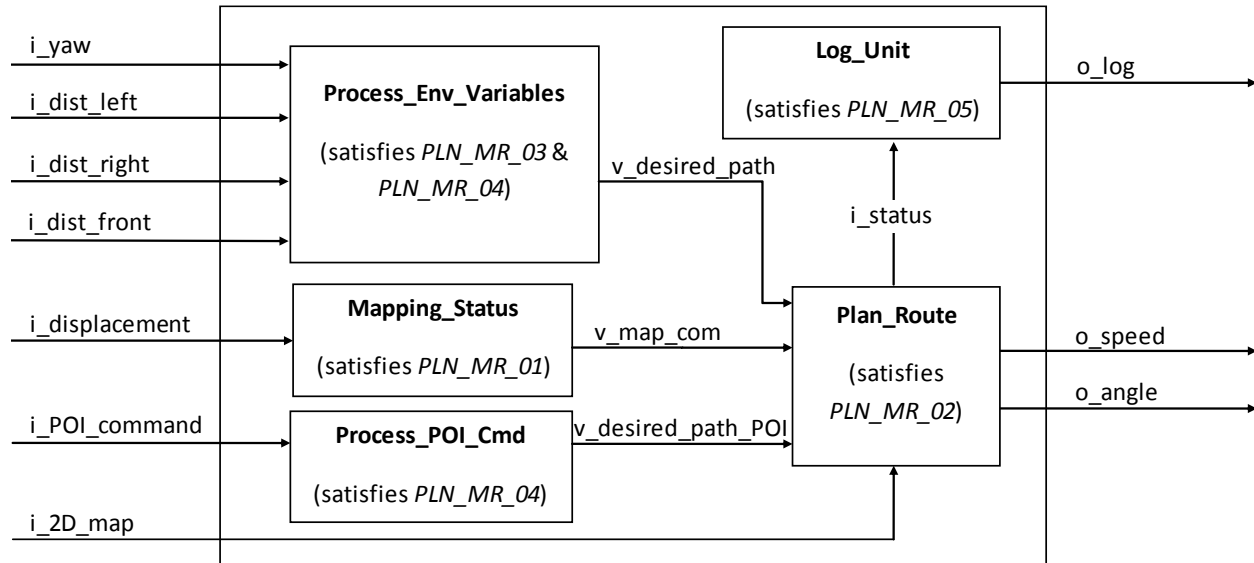 i_yaw
i_dist_left
i_dist_right
i_dist_front
Process_Env_Variables
(satisfies PLN_MR_03 &
PLN_MR_04)
v_desired_path
Log_Unit
(satisfies PLN_MR_05)
o_log
i_status
i_displacement
Mapping_Status
(satisfies PLN_MR_01)
v_map_com
Plan_Route
(satisfies
PLN_MR_02)
o_speed
o_angle
i_POI_command
Process_POI_Cmd
(satisfies PLN_MR_04)
v_desired_path_POI
i_2D_map